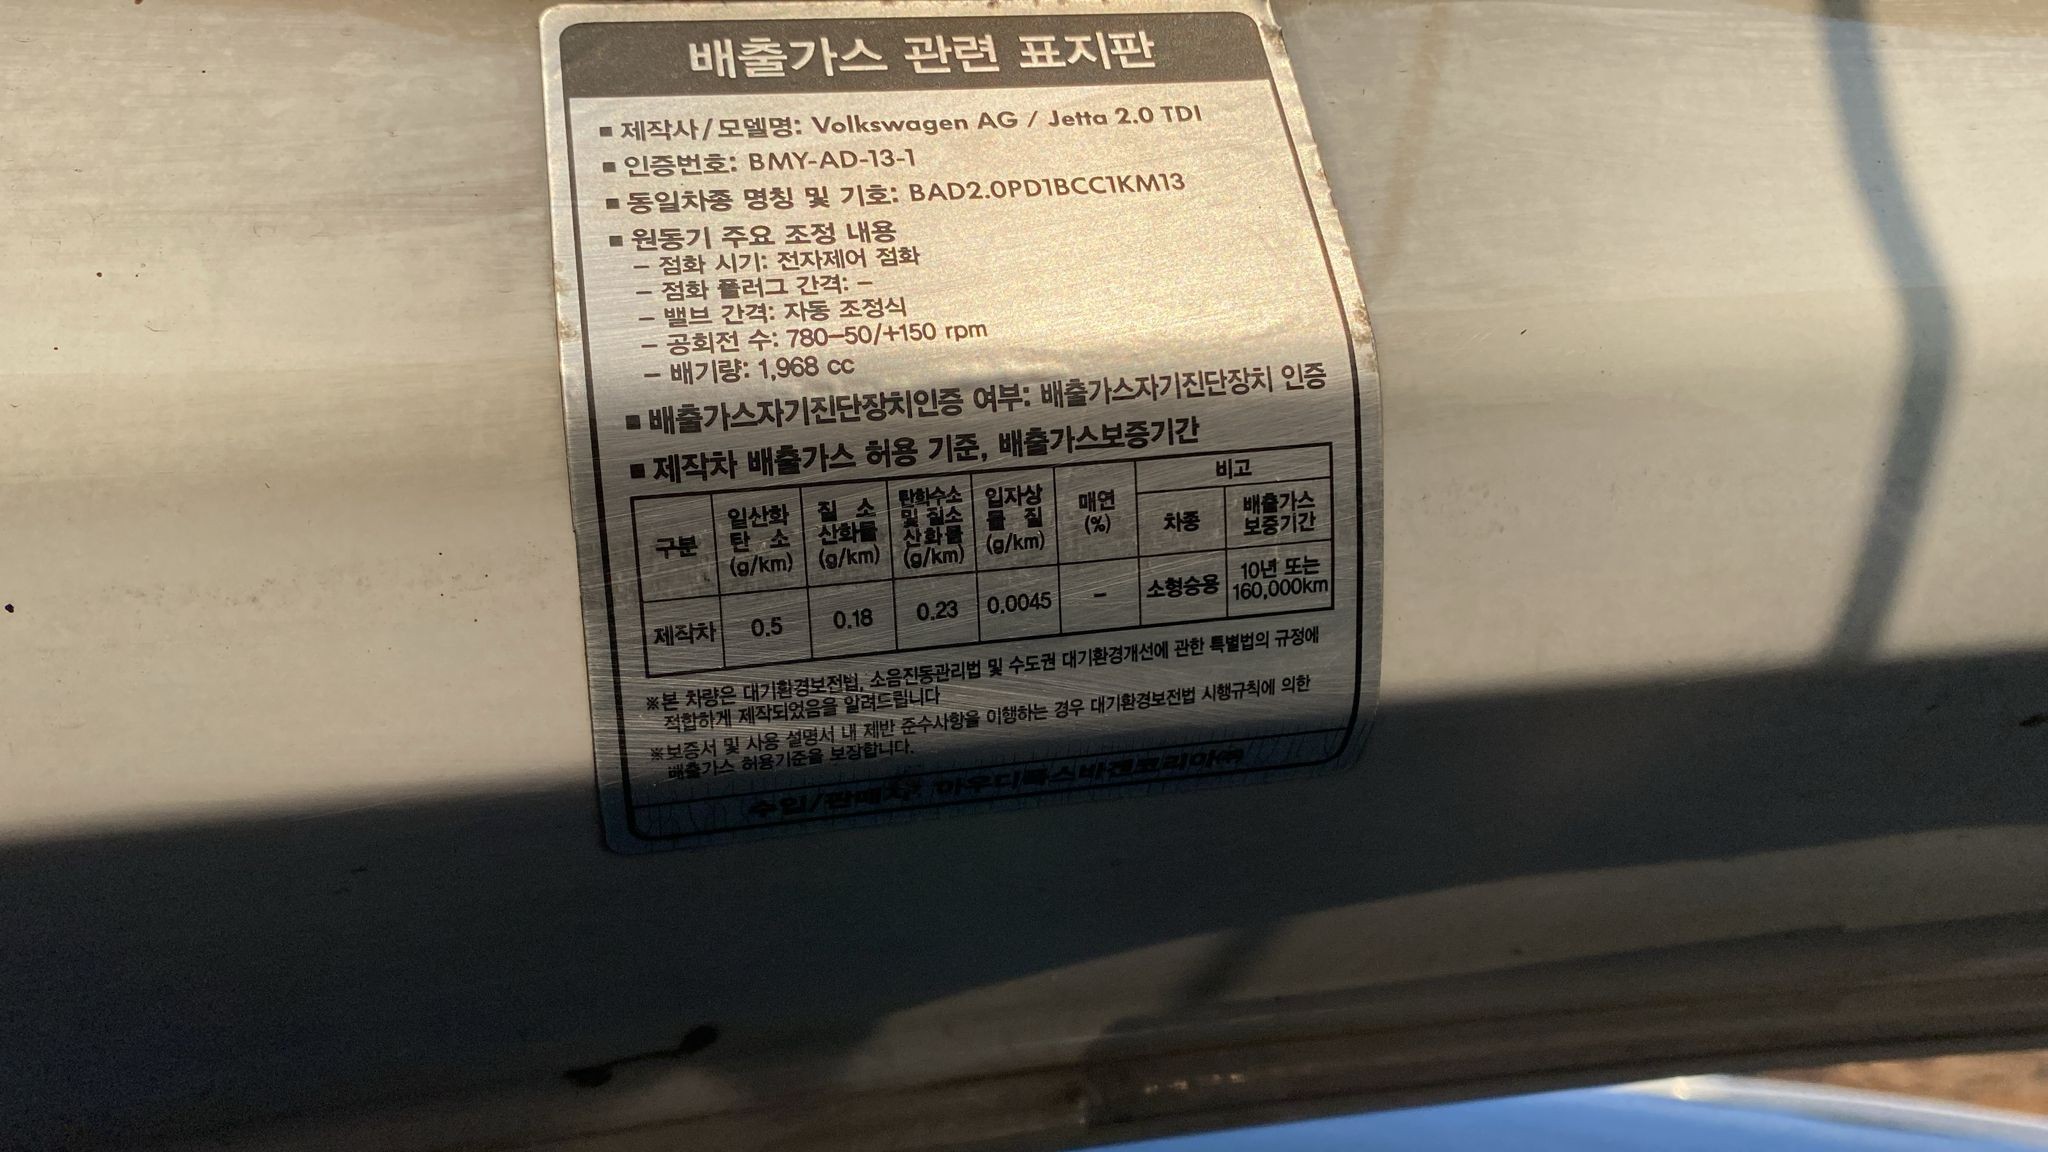 배출가스 관련 표지판
▪ 제작사/모델명: Volkswagen AG / Jetta 2.0 TDI
▪ 인증번호: BMY-AD-13-1
▪ 동일차종 명칭 및 기호: BAD2.0PD1BCC1KM13
▪ 원동기 주요 조정 내용
– 점화 시기: 전자제어 점화
– 점화 플러그 간격: –
– 밸브 간격: 자동 조정식
– 공회전 수: 780–50/+150 rpm
– 배기량: 1,968 cc
▪ 배출가스자기진단장치인증 여부: 배출가스자기진단장치 인증
▪ 제작차 배출가스 허용 기준, 배출가스보증기간
구분 일산화탄소 (g/km) 질소산화물 (g/km) 탄화수소 및 질소산화물 (g/km) 입자상물질 (g/km) 매연 (%) 비고
차종 배출가스 보증기간
제작차 0.5 0.18 0.23 0.0045 – 소형승용 10년 또는 160,000km
※본 차량은 대기환경보전법, 소음진동관리법 및 수도권 대기환경개선에 관한 특별법의 규정에
적합하게 제작되었음을 알려드립니다
※보증서 및 사용 설명서 내 제반 준수사항을 이행하는 경우 대기환경보전법 시행규칙에 의한
배출가스 허용기준을 보장합니다.
수입/판매자: 아우디폭스바겐코리아㈜